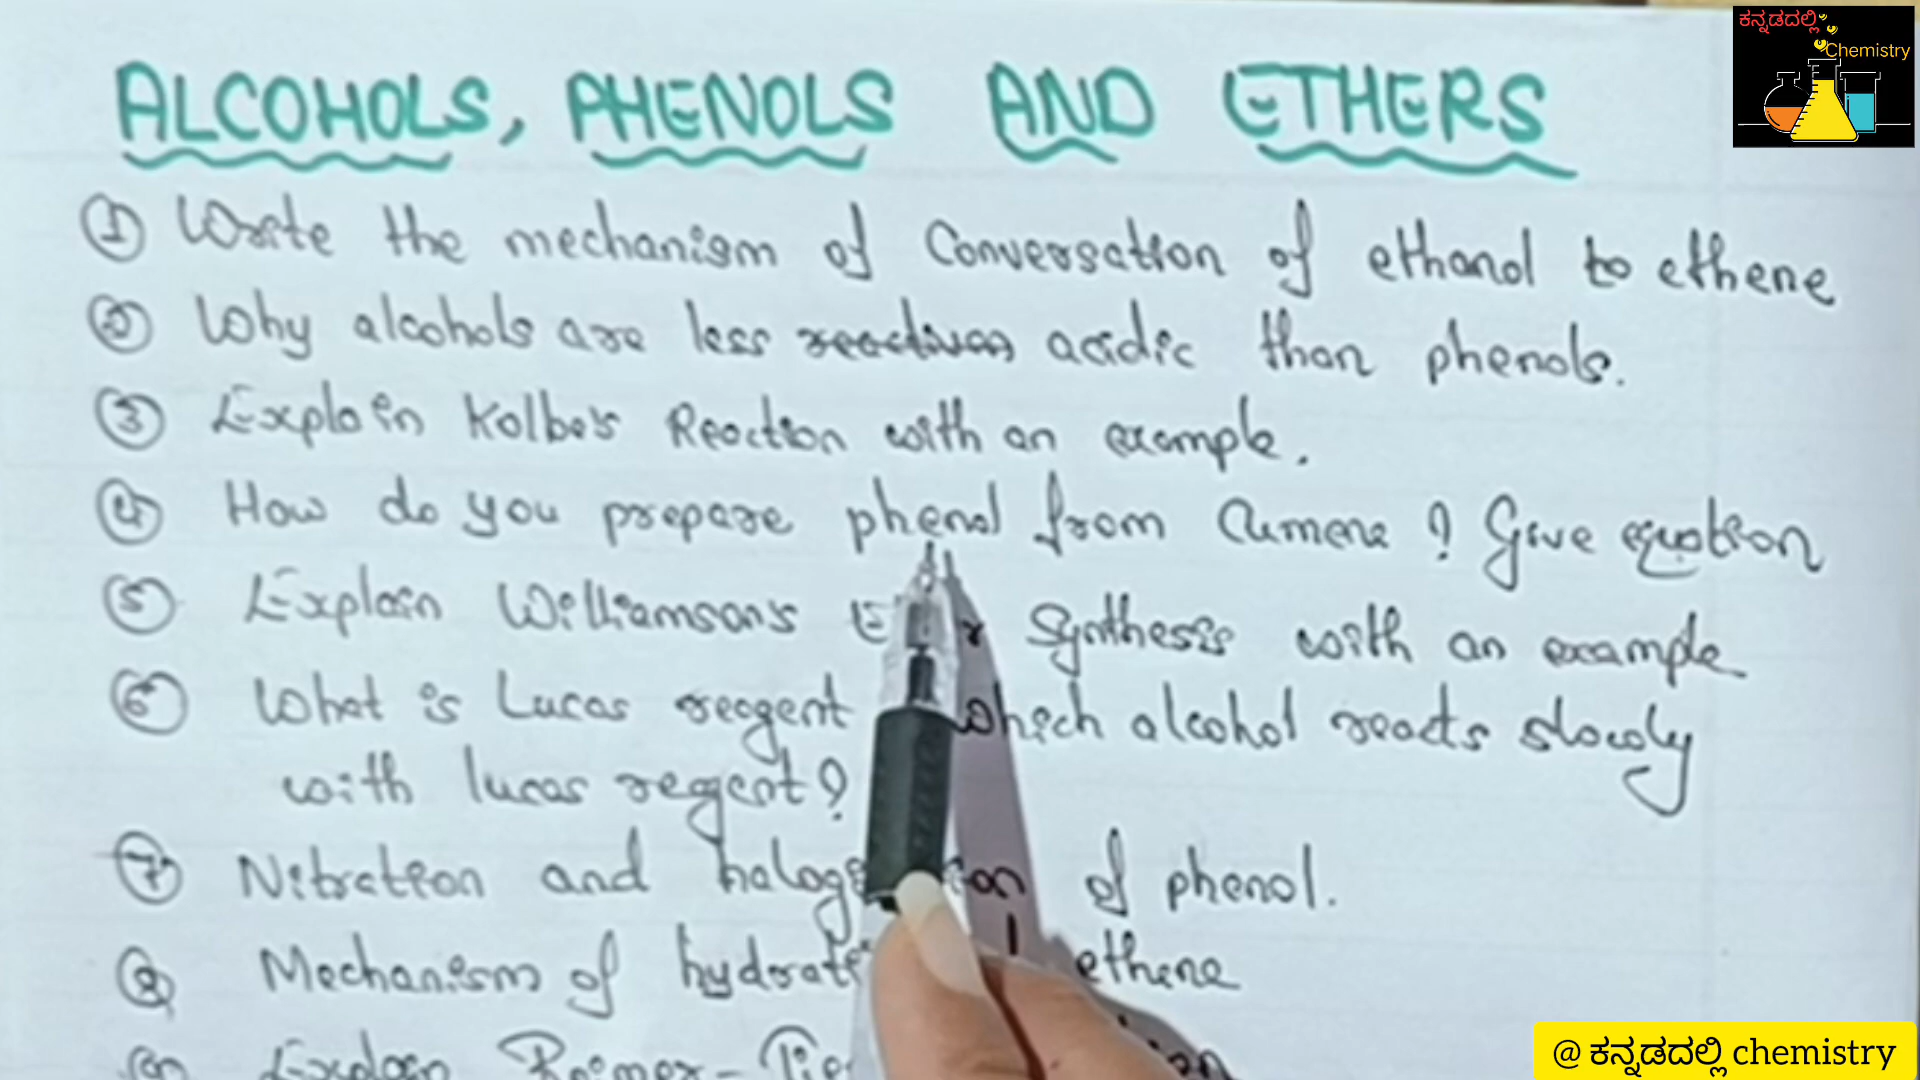 ಕನ್ನಡದಲ್ಲಿ
Chemistry
ALCOHOLS, PHENOLS AND ETHERS
① Write the mechanism of Conversation of ethanol to ethene
② Why alcohols are less acidic than phenols.
③ Explain Kolbe's Reaction with an example.
④ How do you prepare phenol from Cumene ? Give equation
⑤ Explain Williamson's Synthesis with an example
⑥ What is Lucas reagent which alcohol reacts slowly
with lucas regent?
⑦ Nitration and of phenol.
⑧ Mechanism of ethene
Explain Reimer-
@ ಕನ್ನಡದಲ್ಲಿ chemistry